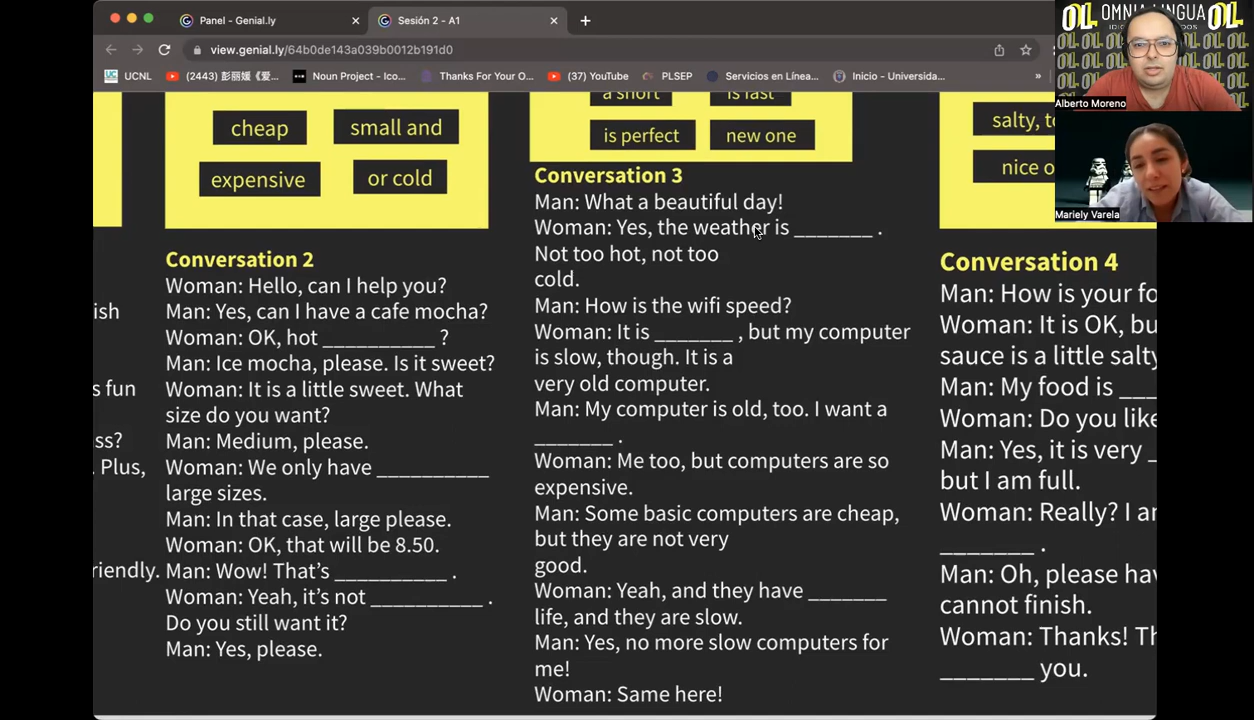 Panel - Genial.ly
Sesión 2 - A1
view.genial.ly/64b0de143a039b0012b191d0
UCNL
(2443) 彭丽媛《爱...
Noun Project - Ico...
Thanks For Your O...
(37) YouTube
PLSEP
Servicios en Línea...
Inicio - Universida...
»
OMNIA LINGUA
Alberto Moreno
Mariely Varela
cheap
small and
expensive
or cold
Conversation 2
Woman: Hello, can I help you?
Man: Yes, can I have a cafe mocha?
Woman: OK, hot __________ ?
Man: Ice mocha, please. Is it sweet?
Woman: It is a little sweet. What
size do you want?
Man: Medium, please.
Woman: We only have __________
large sizes.
Man: In that case, large please.
Woman: OK, that will be 8.50.
Man: Wow! That's __________ .
Woman: Yeah, it's not __________ .
Do you still want it?
Man: Yes, please.
ish
s fun
ss?
. Plus,
riendly.
a short
is fast
is perfect
new one
Conversation 3
Man: What a beautiful day!
Woman: Yes, the weather is _______ .
Not too hot, not too
cold.
Man: How is the wifi speed?
Woman: It is _______ , but my computer
is slow, though. It is a
very old computer.
Man: My computer is old, too. I want a
_______ .
Woman: Me too, but computers are so
expensive.
Man: Some basic computers are cheap,
but they are not very
good.
Woman: Yeah, and they have _______
life, and they are slow.
Man: Yes, no more slow computers for
me!
Woman: Same here!
salty, to
nice o
Conversation 4
Man: How is your fo
Woman: It is OK, bu
sauce is a little salty
Man: My food is ___
Woman: Do you like
Man: Yes, it is very _
but I am full.
Woman: Really? I ar
_______ .
Man: Oh, please hav
cannot finish.
Woman: Thanks! Th
_______ you.